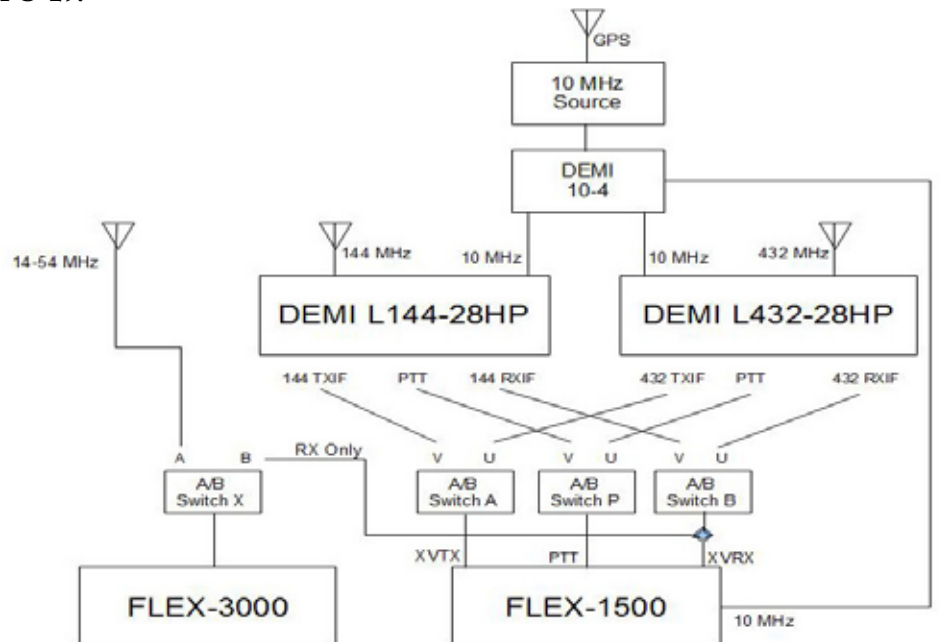 GPS
10 MHz
Source
DEMI
10-4
14-54 MHz
144 MHz
10 MHz
10 MHz
432 MHz
DEMI L144-28HP
DEMI L432-28HP
144 TXIF
PTT
144 RXIF
432 TXIF
PTT
432 RXIF
A
B
RX Only
V
U
V
U
V
U
A/B
Switch X
A/B
Switch A
A/B
Switch P
A/B
Switch B
XVTX
PTT
XVRX
FLEX-3000
FLEX-1500
10 MHz